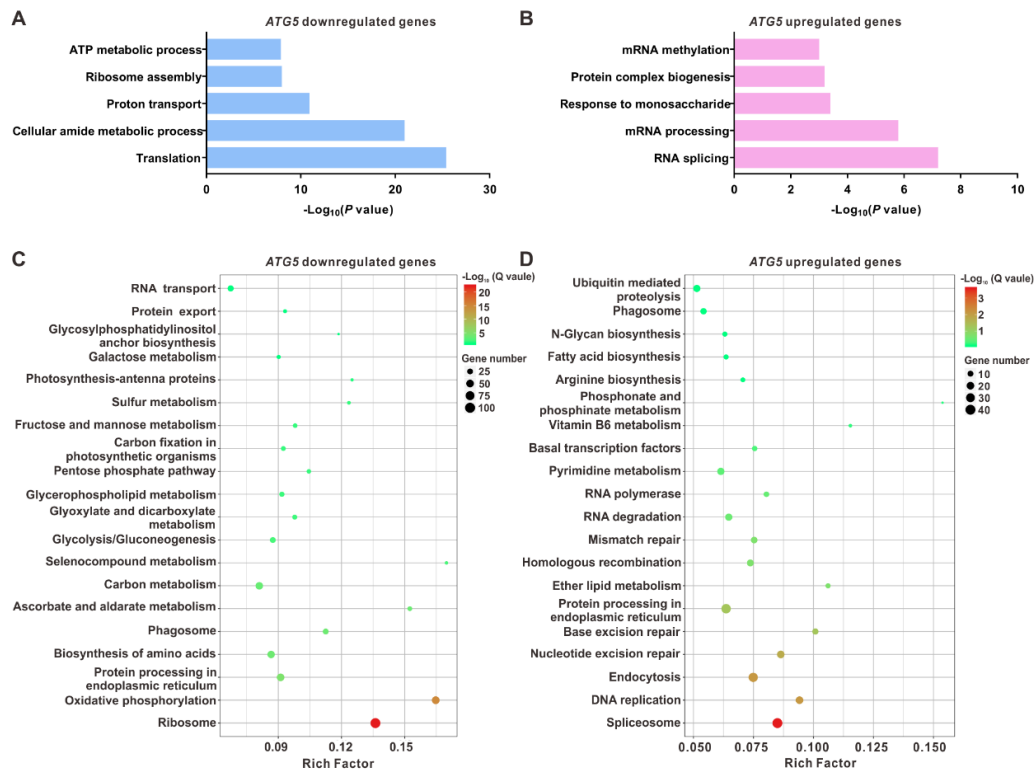 A
ATG5 downregulated genes
ATP metabolic process
Ribosome assembly
Proton transport
Cellular amide metabolic process
Translation
0 10 20 30
-Log10(P value)
B
ATG5 upregulated genes
mRNA methylation
Protein complex biogenesis
Response to monosaccharide
mRNA processing
RNA splicing
0 2 4 6 8 10
-Log10(P value)
C
ATG5 downregulated genes
RNA transport
Protein export
Glycosylphosphatidylinositol
anchor biosynthesis
Galactose metabolism
Photosynthesis-antenna proteins
Sulfur metabolism
Fructose and mannose metabolism
Carbon fixation in
photosynthetic organisms
Pentose phosphate pathway
Glycerophospholipid metabolism
Glyoxylate and dicarboxylate
metabolism
Glycolysis/Gluconeogenesis
Selenocompound metabolism
Carbon metabolism
Ascorbate and aldarate metabolism
Phagosome
Biosynthesis of amino acids
Protein processing in
endoplasmic reticulum
Oxidative phosphorylation
Ribosome
0.09 0.12 0.15
Rich Factor
-Log10 (Q vaule)
20
15
10
5
Gene number
25
50
75
100
D
ATG5 upregulated genes
Ubiquitin mediated
proteolysis
Phagosome
N-Glycan biosynthesis
Fatty acid biosynthesis
Arginine biosynthesis
Phosphonate and
phosphinate metabolism
Vitamin B6 metabolism
Basal transcription factors
Pyrimidine metabolism
RNA polymerase
RNA degradation
Mismatch repair
Homologous recombination
Ether lipid metabolism
Protein processing in
endoplasmic reticulum
Base excision repair
Nucleotide excision repair
Endocytosis
DNA replication
Spliceosome
0.050 0.075 0.100 0.125 0.150
Rich Factor
-Log10 (Q vaule)
3
2
1
Gene number
10
20
30
40